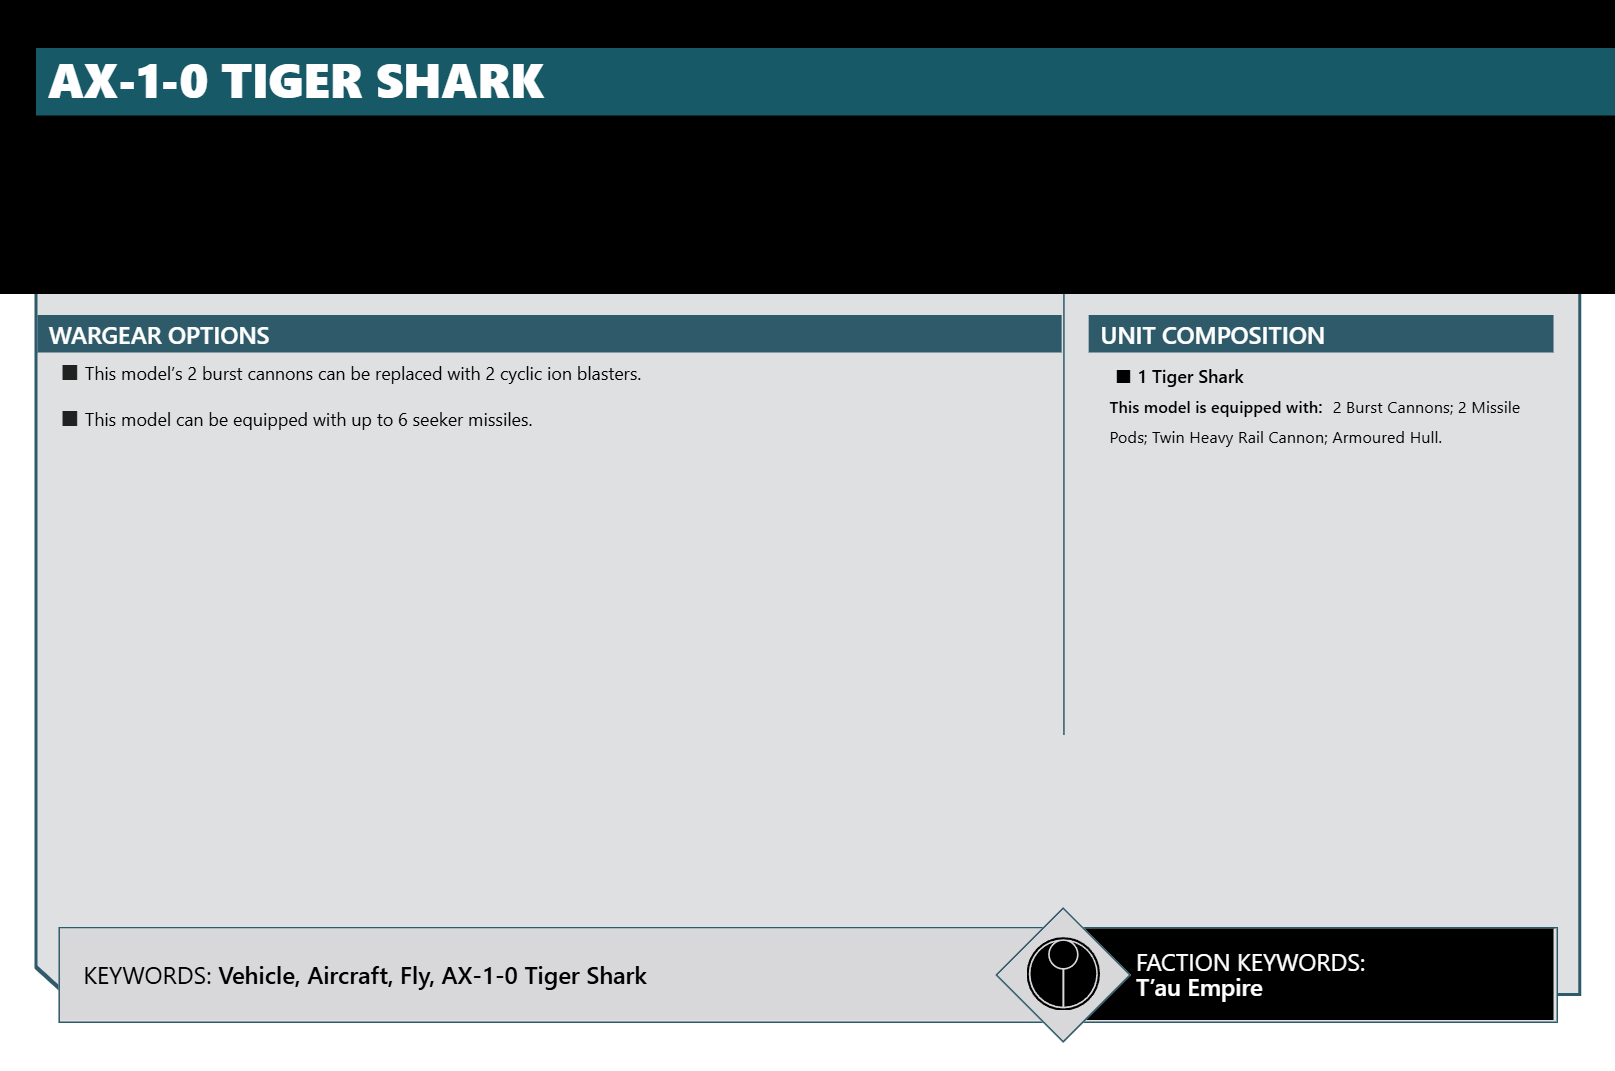 AX-1-0 TIGER SHARK
WARGEAR OPTIONS
■ This model’s 2 burst cannons can be replaced with 2 cyclic ion blasters.
■ This model can be equipped with up to 6 seeker missiles.
UNIT COMPOSITION
■ 1 Tiger Shark
This model is equipped with: 2 Burst Cannons; 2 Missile
Pods; Twin Heavy Rail Cannon; Armoured Hull.
KEYWORDS: Vehicle, Aircraft, Fly, AX-1-0 Tiger Shark
FACTION KEYWORDS:
T’au Empire